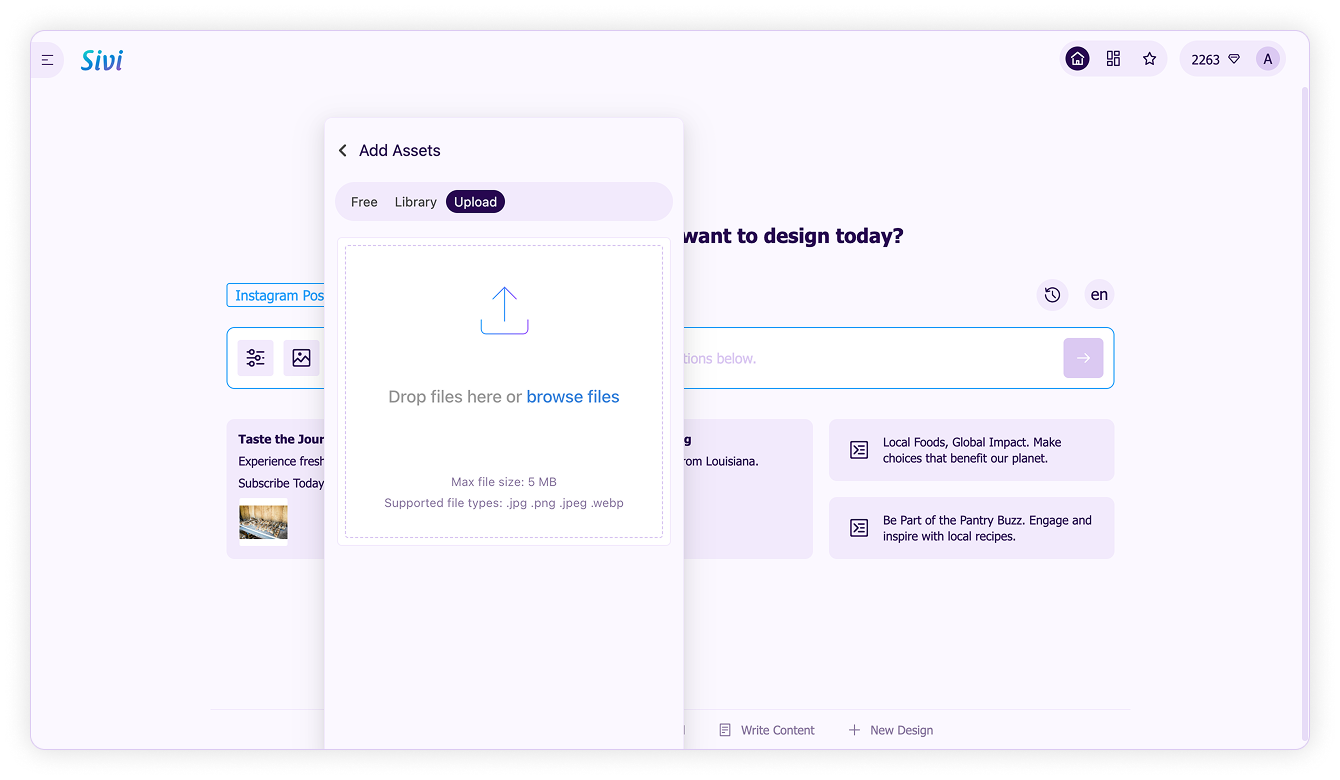 Sivi
2263
A
Add Assets
Free Library Upload
want to design today?
Instagram Pos
en
Drop files here or browse files
tions below.
Max file size: 5 MB
Supported file types: .jpg .png .jpeg .webp
Taste the Jour
Experience fresh
Subscribe Today
g
rom Louisiana.
Local Foods, Global Impact. Make
choices that benefit our planet.
Be Part of the Pantry Buzz. Engage and
inspire with local recipes.
Write Content
New Design